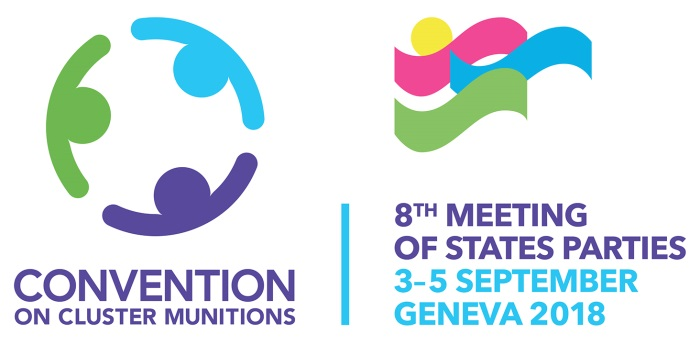 CONVENTION
ON CLUSTER MUNITIONS
8TH MEETING
OF STATES PARTIES
3–5 SEPTEMBER
GENEVA 2018